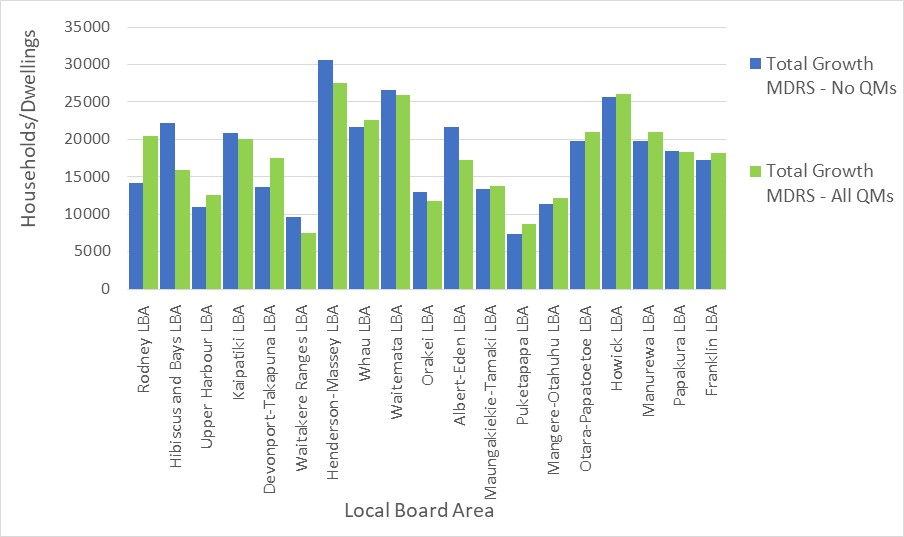 Households/Dwellings
35000
30000
25000
20000
15000
10000
5000
0
Rodney LBA
Hibiscus and Bays LBA
Upper Harbour LBA
Kaipatiki LBA
Devonport-Takapuna LBA
Waitakere Ranges LBA
Henderson-Massey LBA
Whau LBA
Waitemata LBA
Orakei LBA
Albert-Eden LBA
Maungakiekie-Tamaki LBA
Puketapapa LBA
Mangere-Otahuhu LBA
Otara-Papatoetoe LBA
Howick LBA
Manurewa LBA
Papakura LBA
Franklin LBA
Local Board Area
Total Growth
MDRS - No QMs
Total Growth
MDRS - All QMs